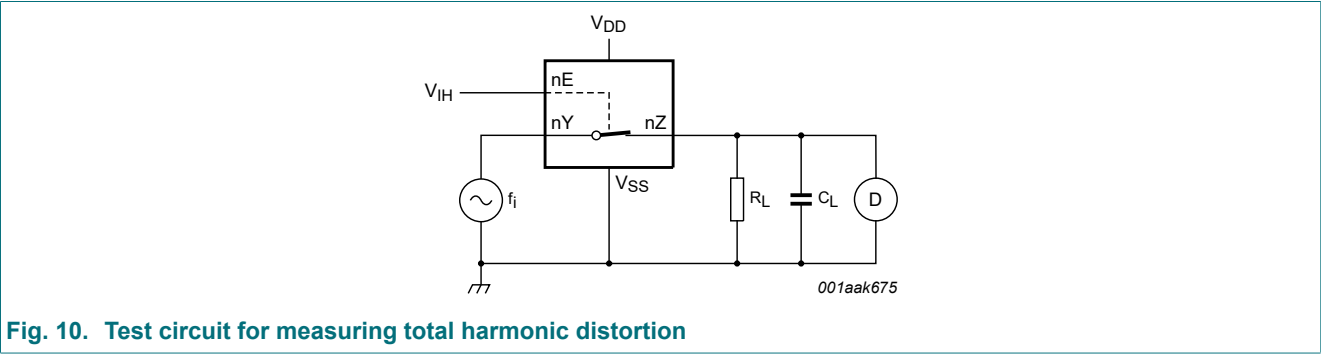 VDD
nE
VIH
nY
nZ
VSS
fi
RL
CL
D
001aak675
Fig. 10. Test circuit for measuring total harmonic distortion